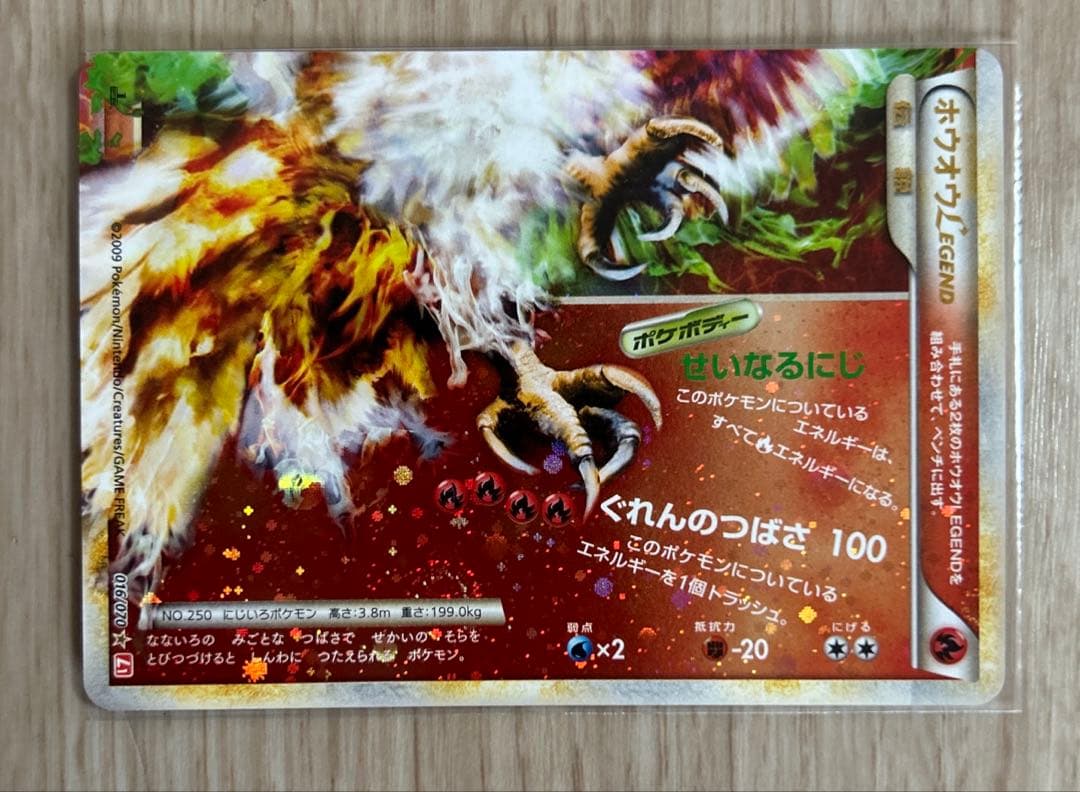 ホウオウLEGEND
伝説
手札にある2枚のホウオウLEGENDを
組み合わせて、ベンチに出す。
ポケボディー
せいなるにじ
このポケモンについている
エネルギーは、
すべてエネルギーになる。
ぐれんのつばさ 100
このポケモンについている
エネルギーを1個トラッシュ。
NO.250 にじいろポケモン 高さ:3.8m 重さ:199.0kg
なないろの みごとな つばさで せかいの そらを
とびつづけると しんわに つたえられる ポケモン。
弱点
×2
抵抗力
-20
にげる
©2009 Pokémon/Nintendo/Creatures/GAME FREAK.
016/070
L1